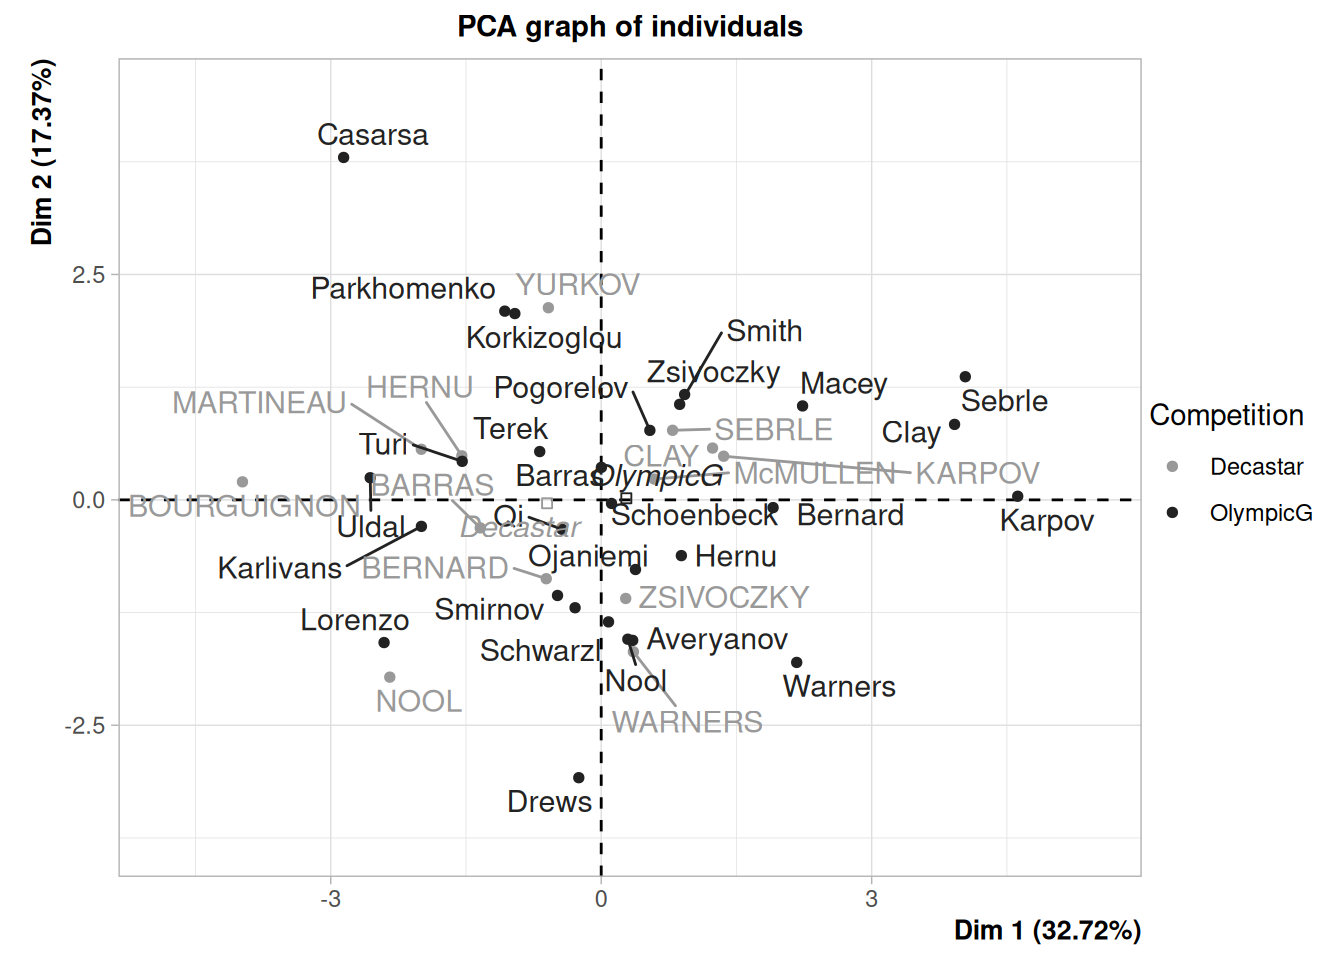 PCA graph of individuals
Dim 2 (17.37%)
Casarsa
2.5
YURKOV
Parkhomenko
Korkizoglou
Smith
Zsivoczky
HERNU
Pogorelov
Macey
MARTINEAU
Sebrle
Competition
Terek
SEBRLE
Clay
Turi
CLAY
Decastar
Barras
OlympicG
McMULLEN
KARPOV
BARRAS
0.0
BOURGUIGNON
OlympicG
Qi
Schoenbeck
Bernard
Karpov
Uldal
Decastar
Ojaniemi
Hernu
Karlivans
BERNARD
ZSIVOCZKY
Smirnov
Lorenzo
Averyanov
Schwarzl
Nool
Warners
NOOL
WARNERS
-2.5
Drews
-3
0
3
Dim 1 (32.72%)